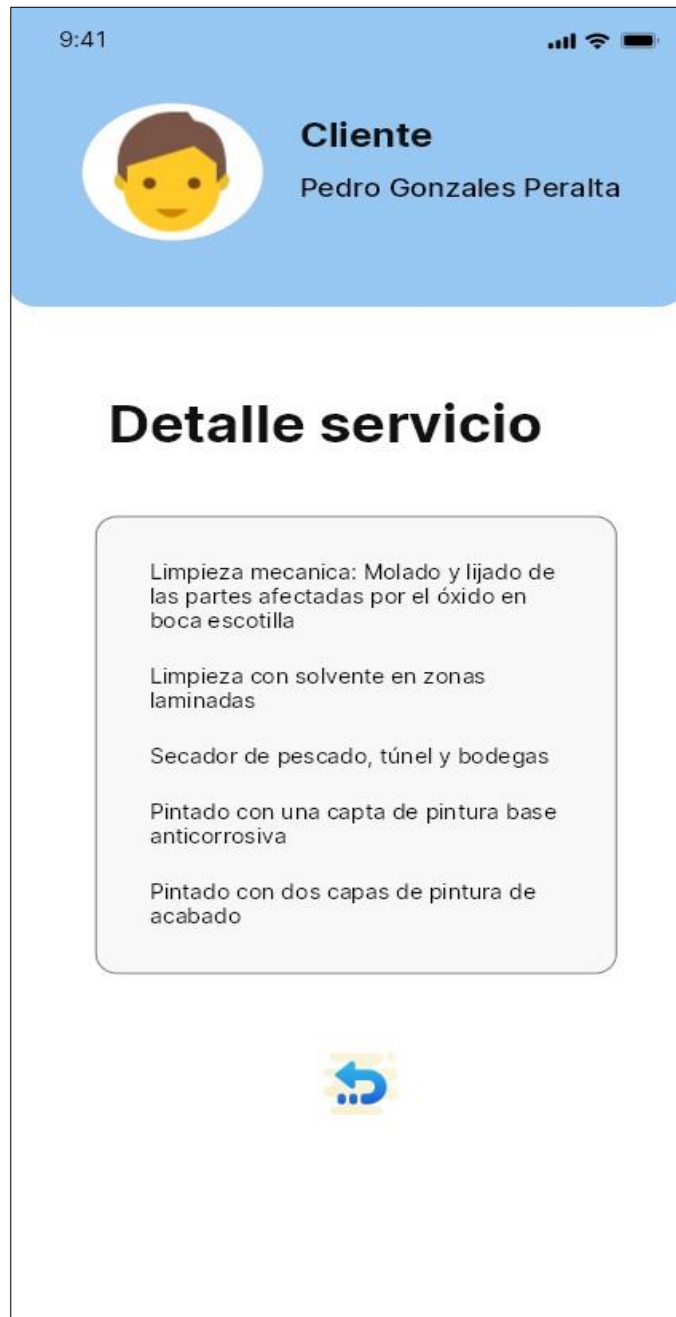 9:41
Cliente
Pedro Gonzales Peralta
Detalle servicio
Limpieza mecanica: Molado y lijado de
las partes afectadas por el óxido en
boca escotilla
Limpieza con solvente en zonas
laminadas
Secador de pescado, túnel y bodegas
Pintado con una capta de pintura base
anticorrosiva
Pintado con dos capas de pintura de
acabado